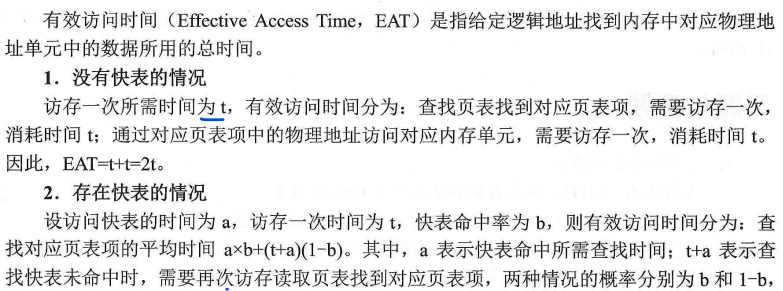 有效访问时间（Effective Access Time，EAT）是指给定逻辑地址找到内存中对应物理地
址单元中的数据所用的总时间。
1．没有快表的情况
访存一次所需时间为 t，有效访问时间分为：查找页表找到对应页表项，需要访存一次，
消耗时间 t；通过对应页表项中的物理地址访问对应内存单元，需要访存一次，消耗时间 t。
因此，EAT=t+t=2t。
2．存在快表的情况
设访问快表的时间为 a，访存一次时间为 t，快表命中率为 b，则有效访问时间分为：查
找对应页表项的平均时间 a×b+(t+a)(1-b)。其中，a 表示快表命中所需查找时间；t+a 表示查
找快表未命中时，需要再次访存读取页表找到对应页表项，两种情况的概率分别为 b 和 1-b，